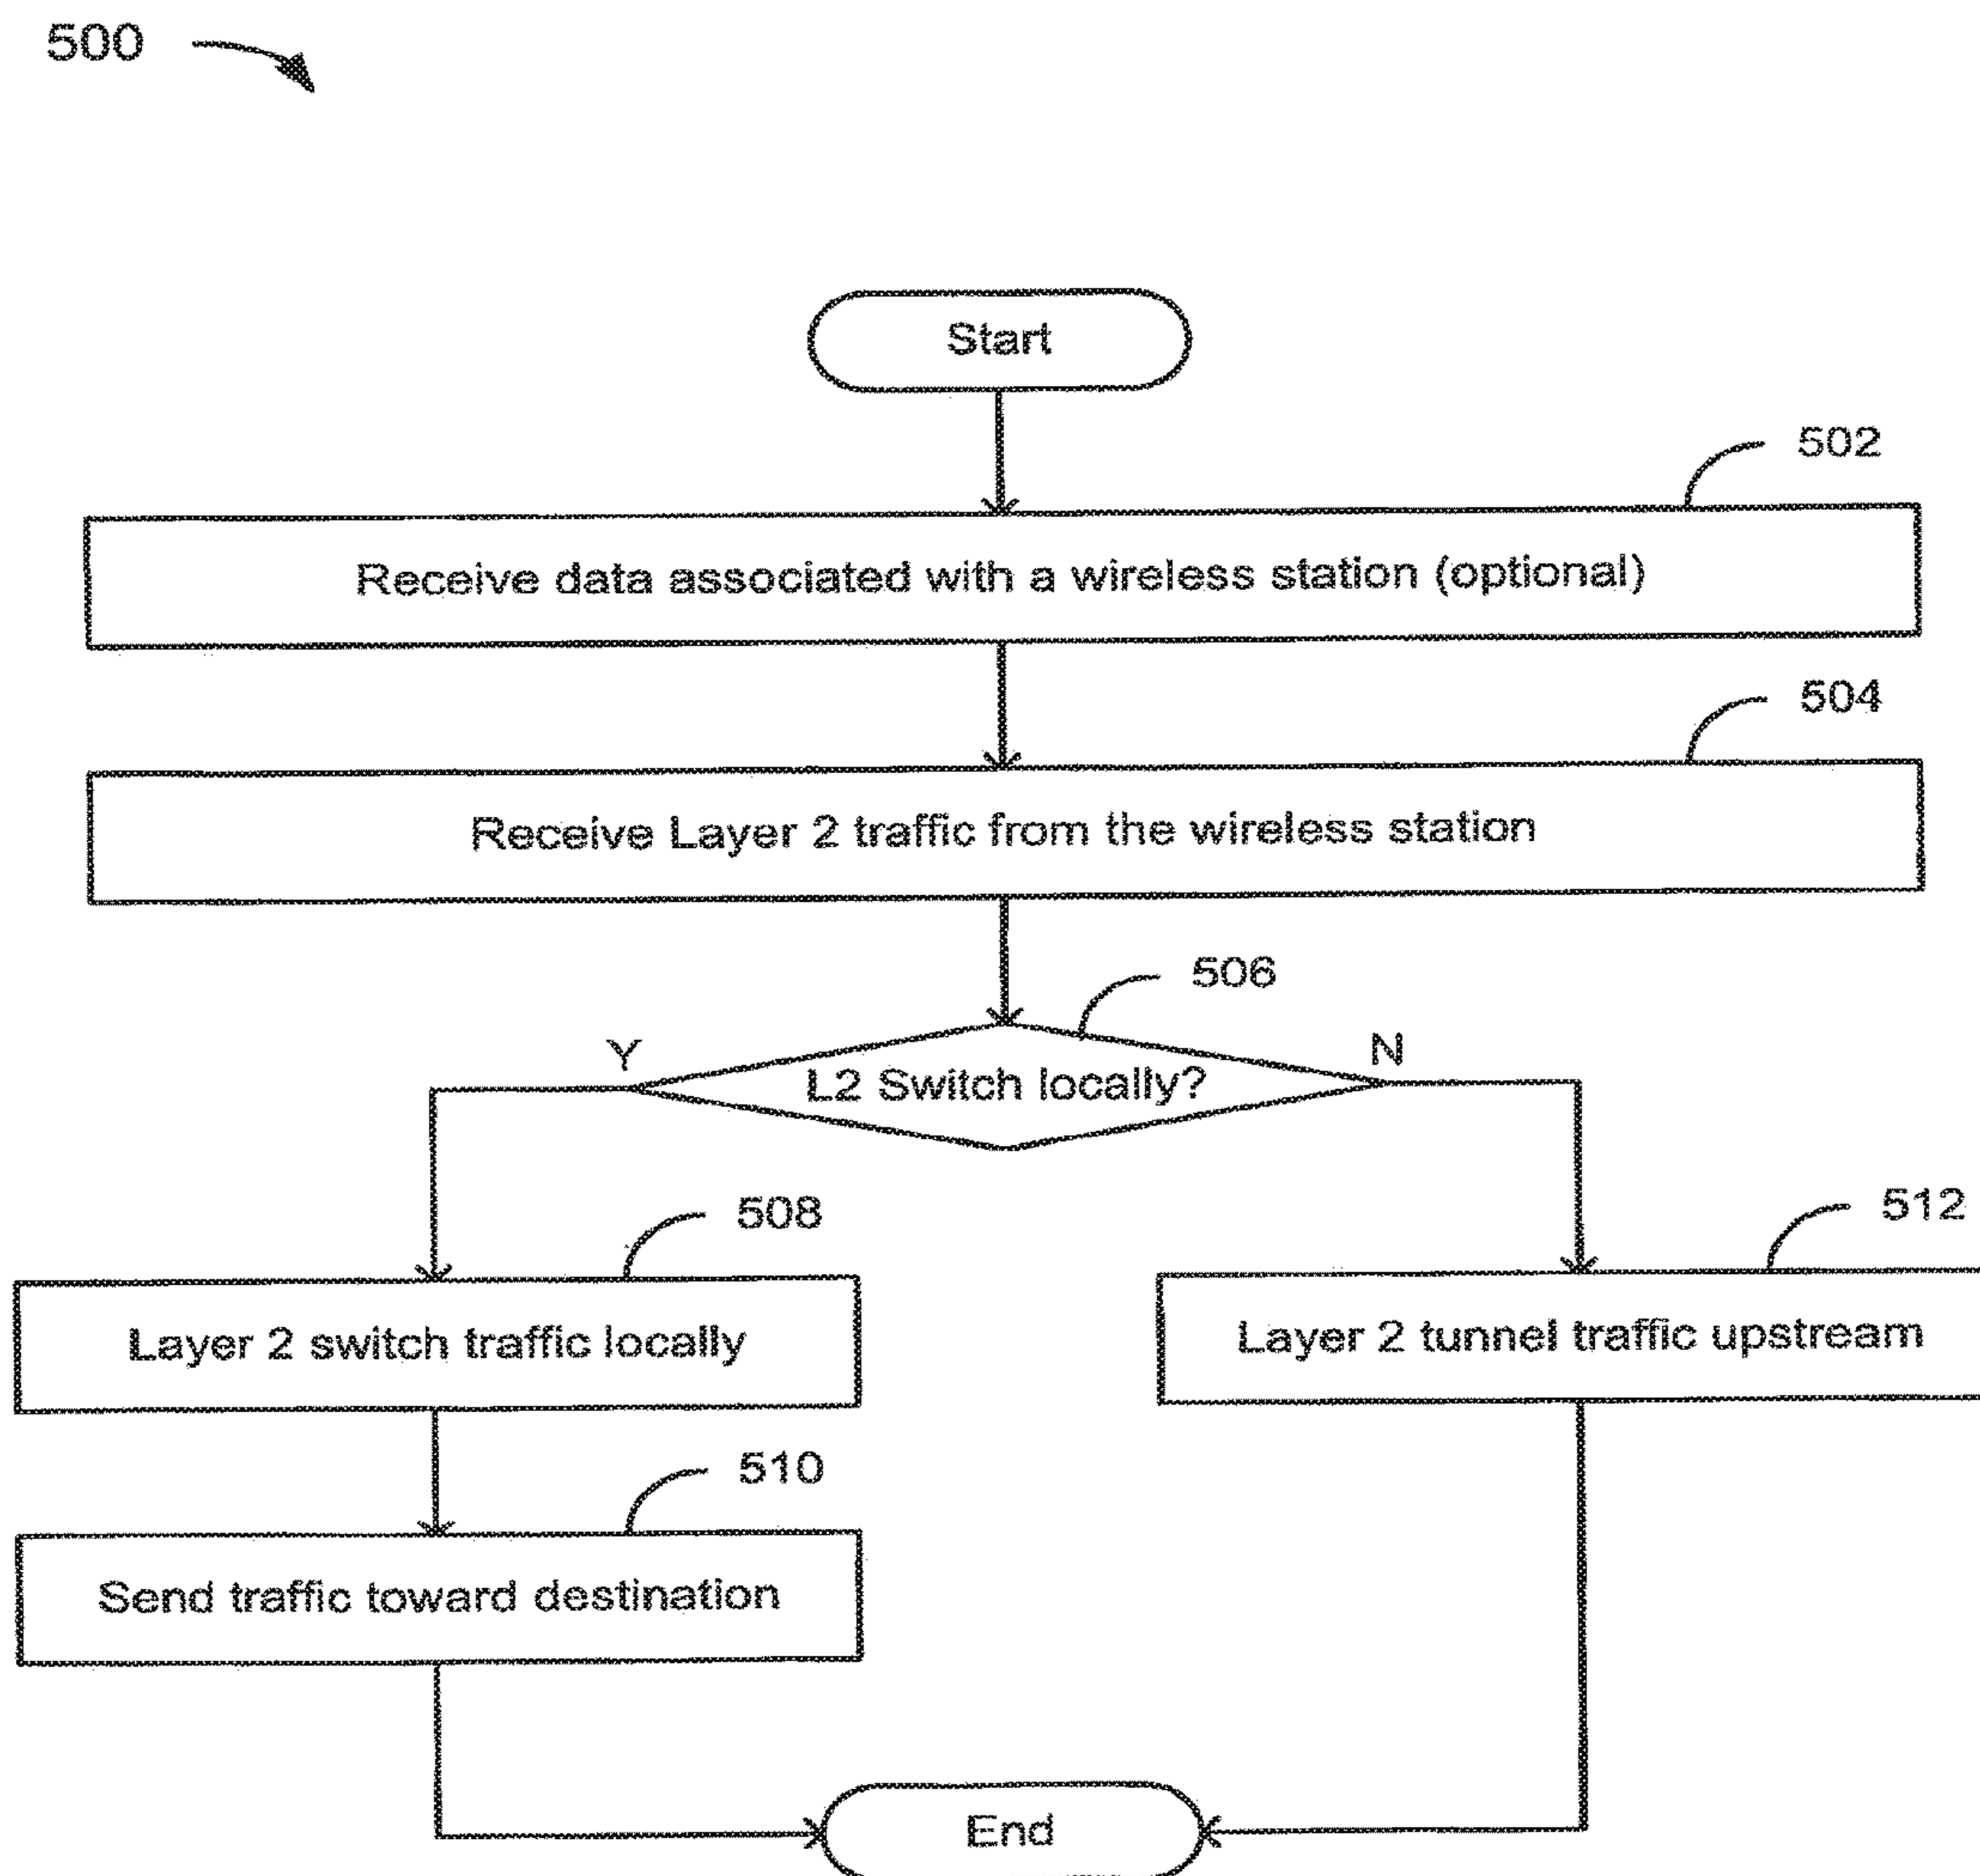 500
Start
502
Receive data associated with a wireless station (optional)
504
Receive Layer 2 traffic from the wireless station
506
Y
N
L2 Switch locally?
508
512
Layer 2 switch traffic locally
Layer 2 tunnel traffic upstream
510
Send traffic toward destination
End